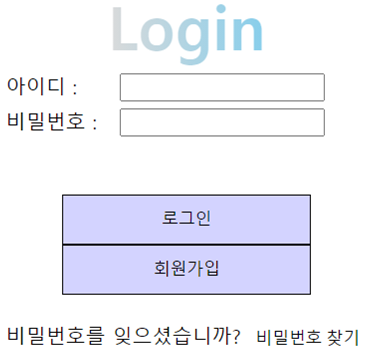 Login
아이디 :
비밀번호 :
로그인
회원가입
비밀번호를 잊으셨습니까? 비밀번호 찾기